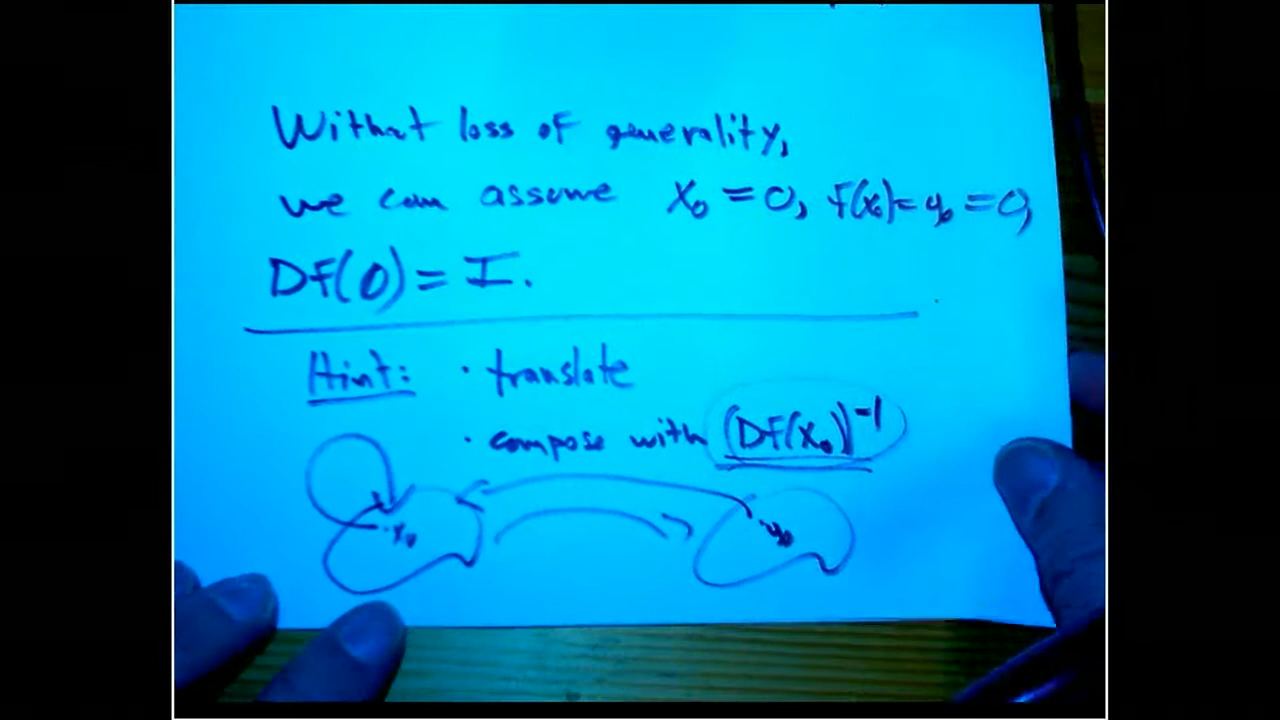 Without loss of generality,
we can assume x₀ = 0, f(x₀) = y₀ = 0,
Df(0) = I.
Hint: · translate
· compose with (Df(x₀))⁻¹
· x₀
· y₀